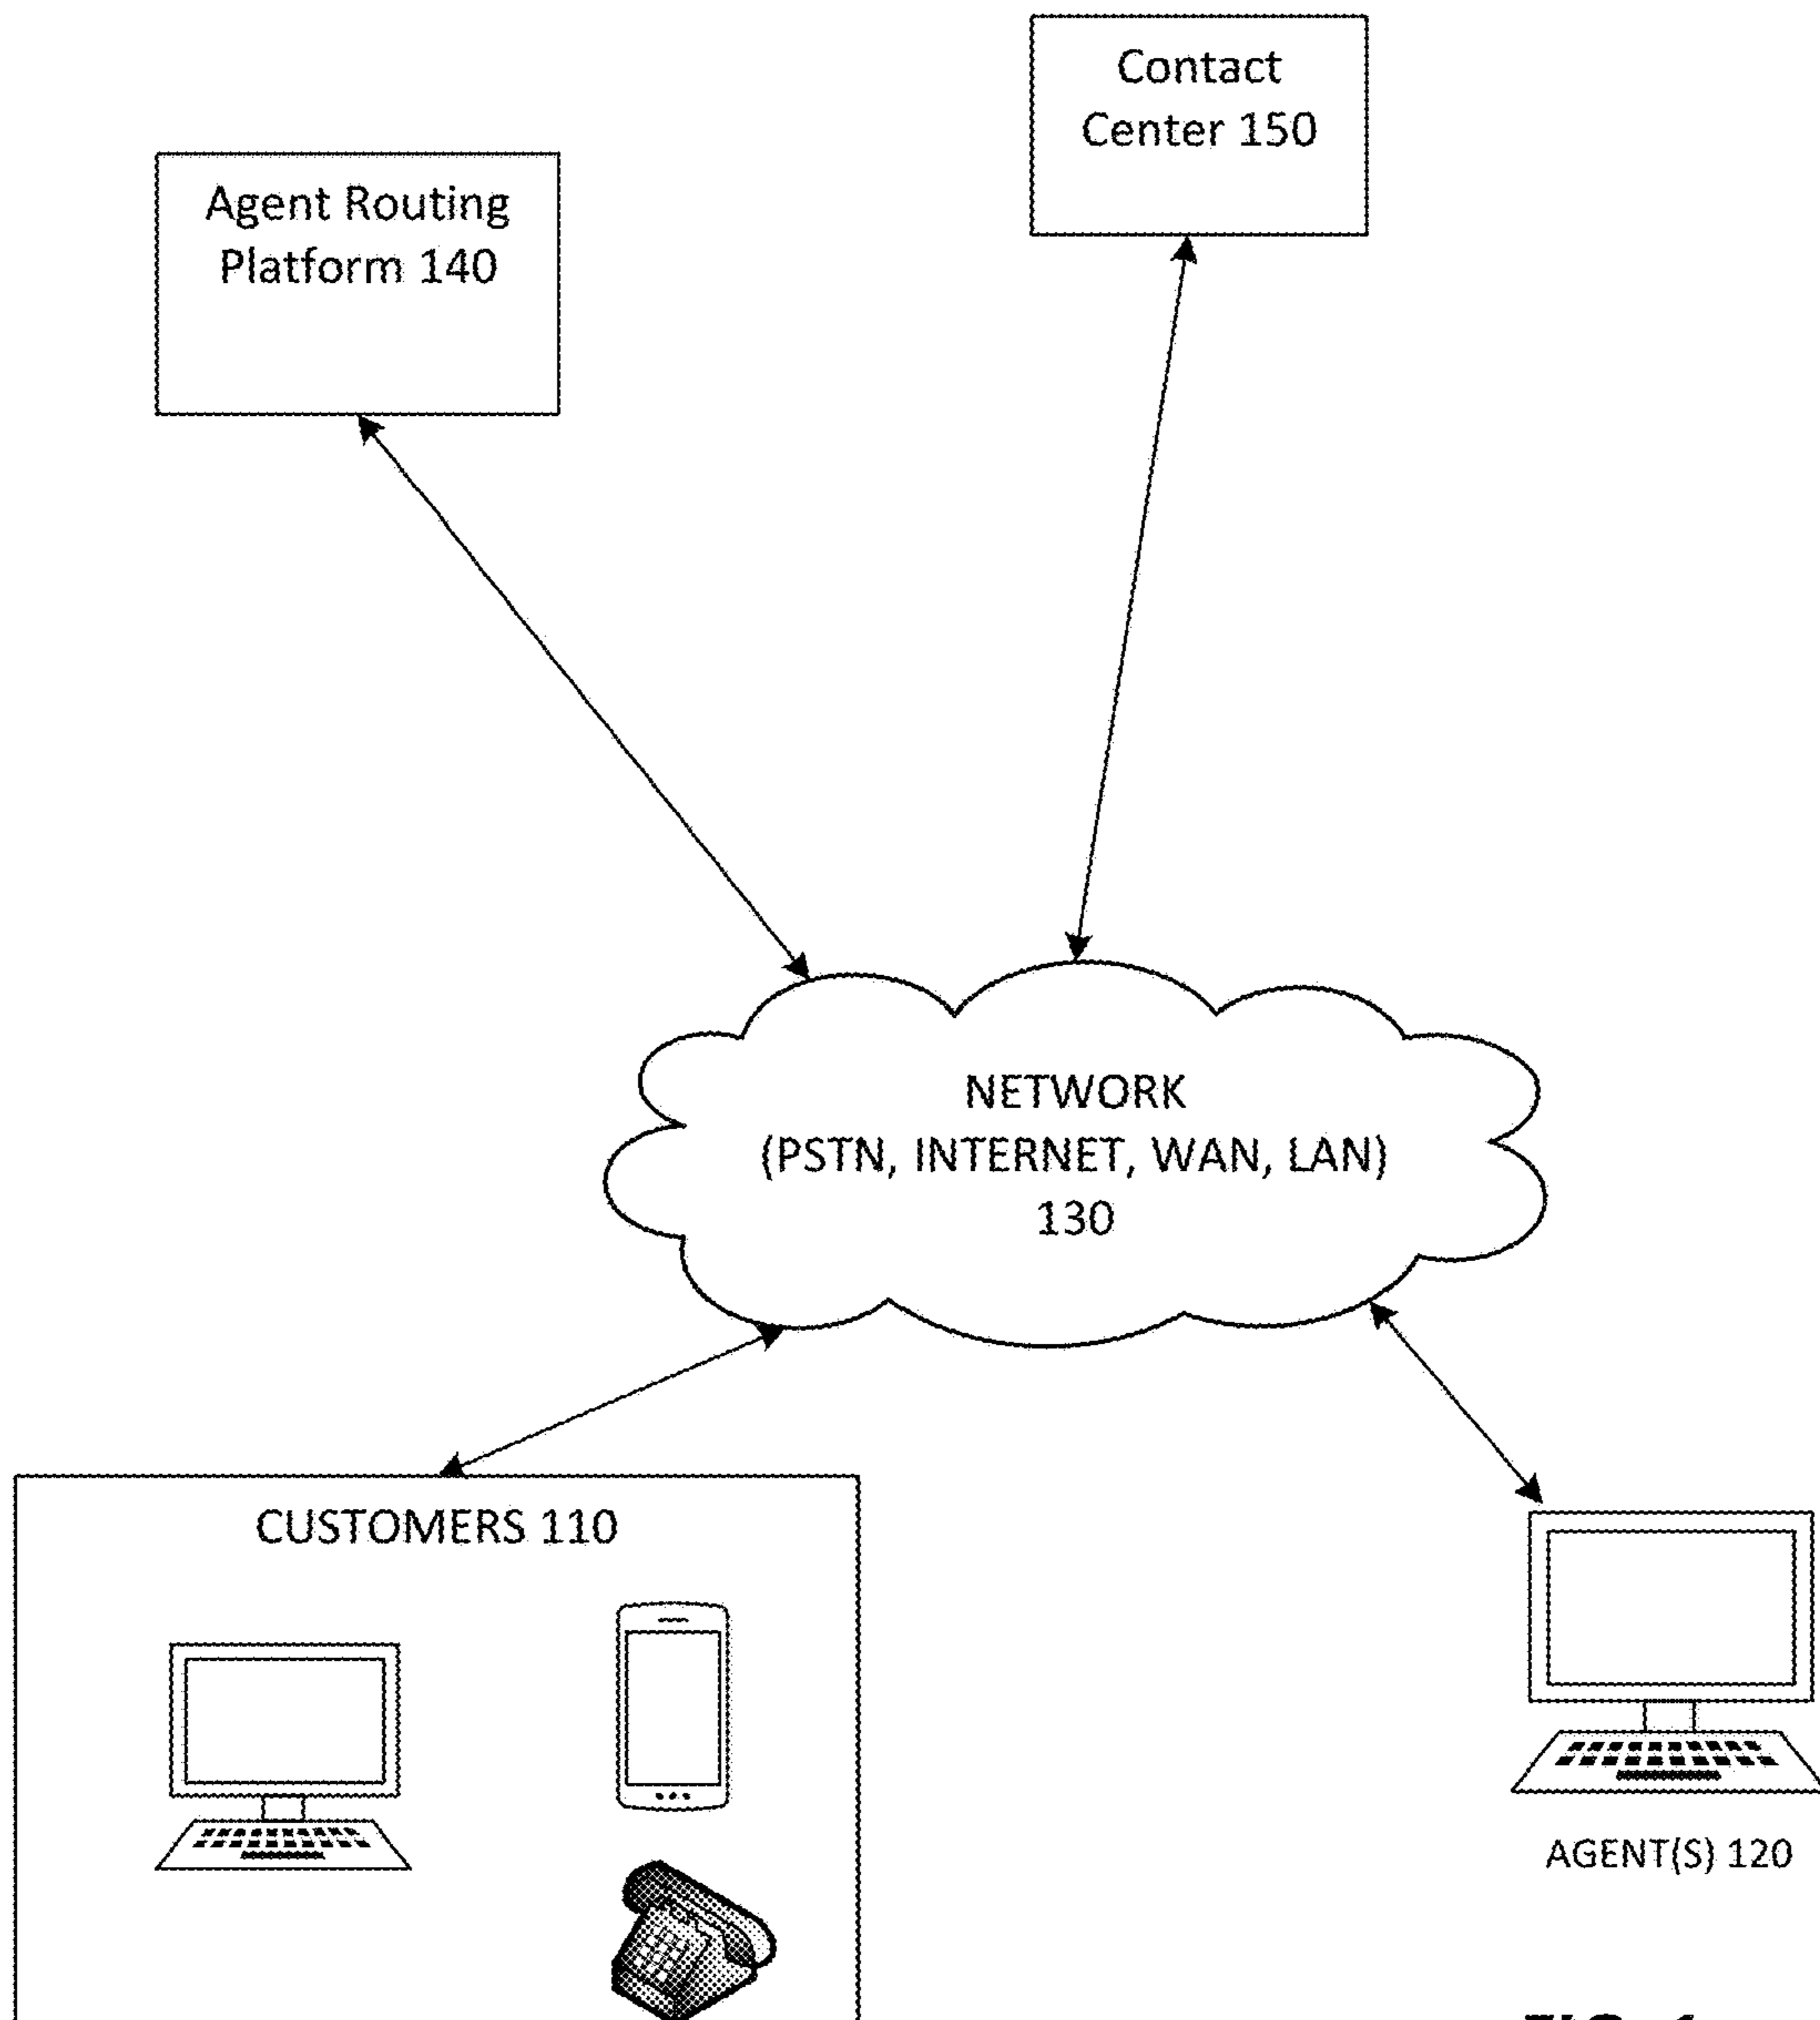 Contact
Center 150
Agent Routing
Platform 140
NETWORK
(PSTN, INTERNET, WAN, LAN)
130
CUSTOMERS 110
AGENT(S) 120